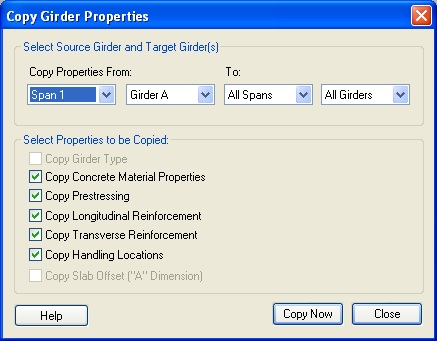 Copy Girder Properties
Select Source Girder and Target Girder(s)
Copy Properties From: To:
Span 1 Girder A All Spans All Girders
Select Properties to be Copied:
Copy Girder Type
Copy Concrete Material Properties
Copy Prestressing
Copy Longitudinal Reinforcement
Copy Transverse Reinforcement
Copy Handling Locations
Copy Slab Offset ("A" Dimension)
Help Copy Now Close